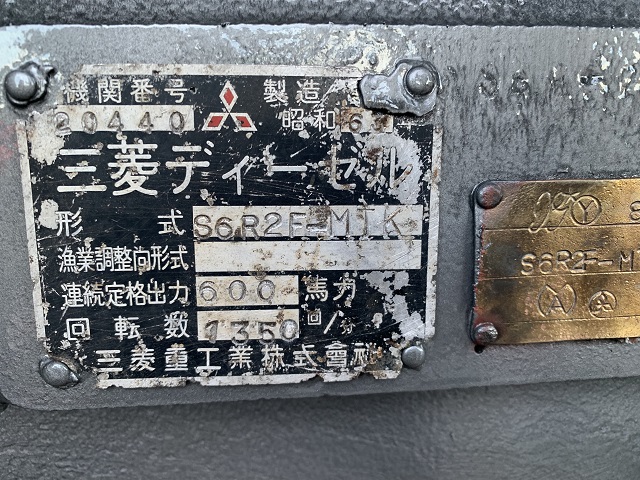 機関番号 製造
20440 昭和6
三菱ディーゼル
形 式 S6R2F-MTK
漁業調整向形式
連続定格出力 600 馬力
回転数 1350 回/分
三菱重工業株式會社
S6R2F-M
A